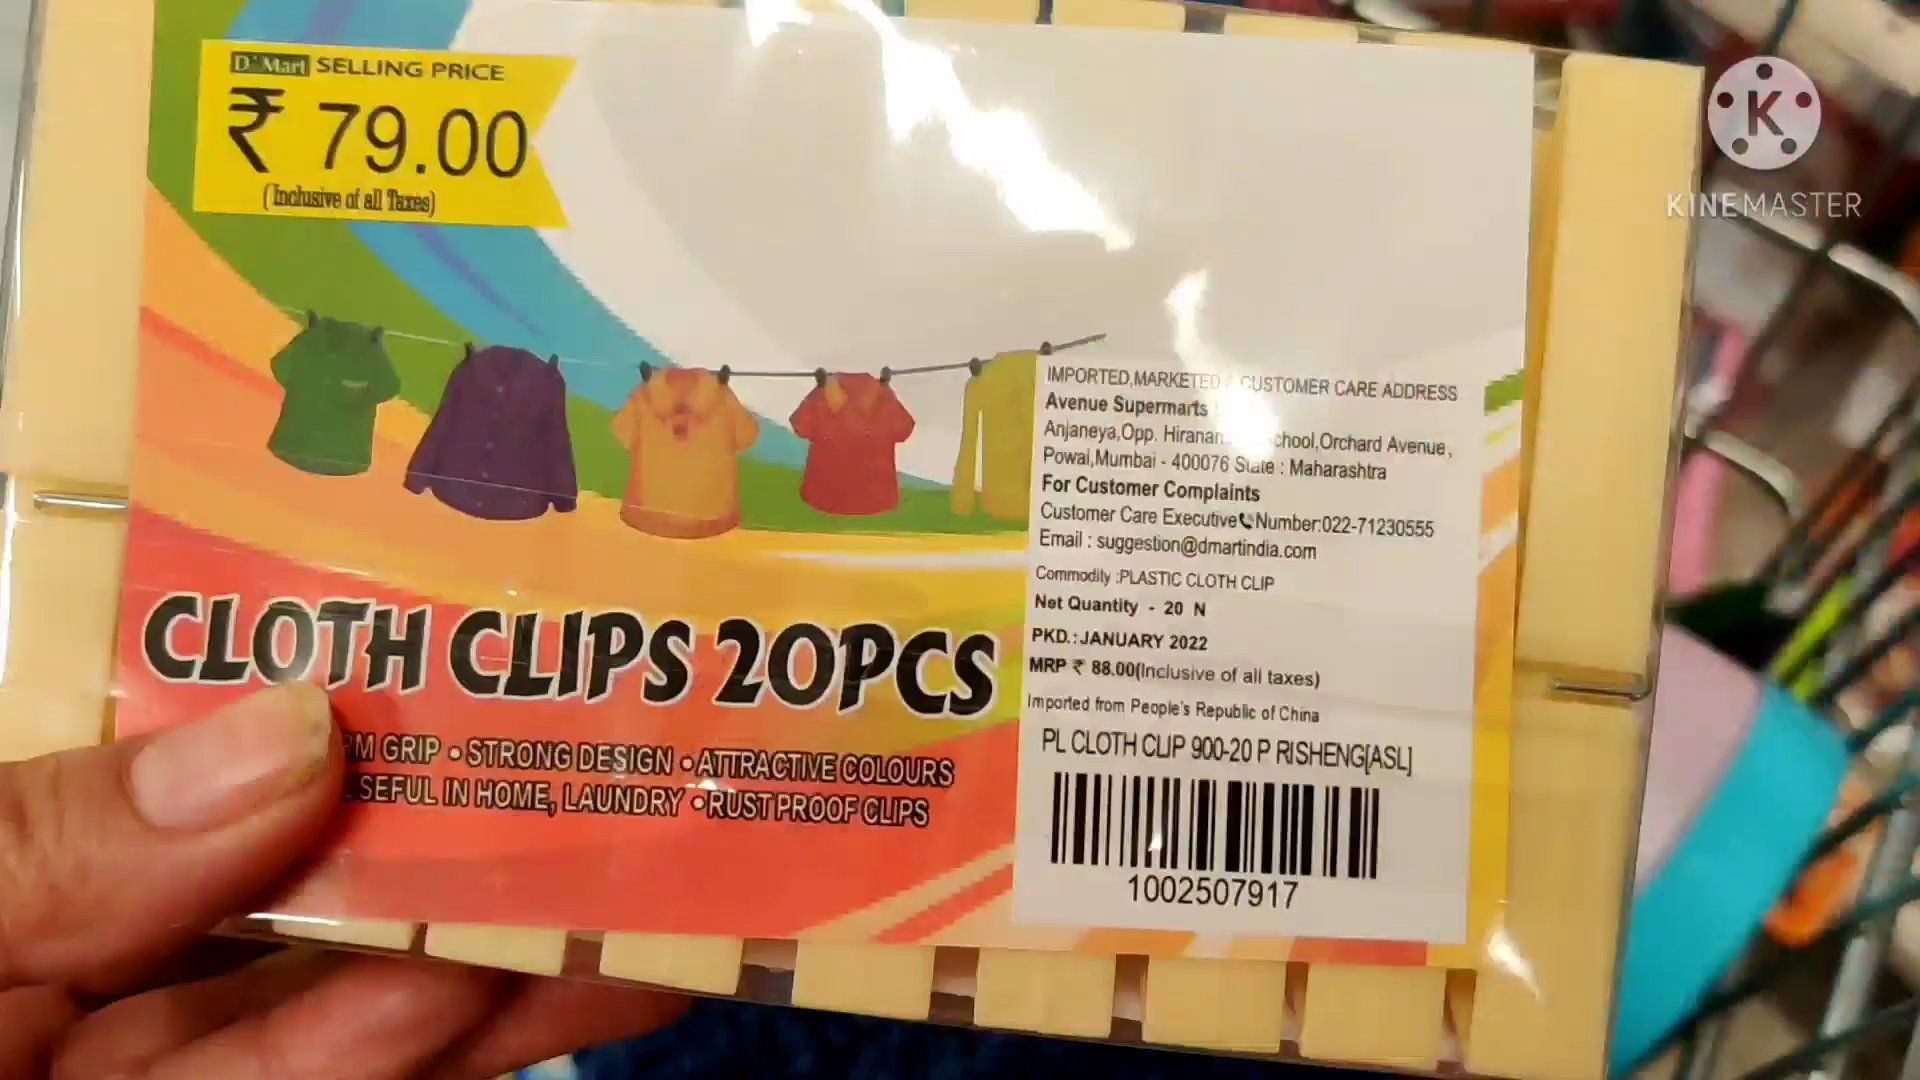 D*Mart SELLING PRICE
₹ 79.00
(Inclusive of all Taxes)
K
KINEMASTER
CLOTH CLIPS 20PCS
GRIP • STRONG DESIGN • ATTRACTIVE COLOURS
IN HOME, LAUNDRY • RUST PROOF CLIPS
IMPORTED,MARKETED CUSTOMER CARE ADDRESS
Avenue Supermarts
Anjaneya,Opp. Orchard Avenue,
Powai,Mumbai - 400076 State : Maharashtra
For Customer Complaints
Customer Care Executive📞Number:022-71230555
Email : suggestion@dmartindia.com
Commodity :PLASTIC CLOTH CLIP
Net Quantity - 20 N
PKD.:JANUARY 2022
MRP ₹ 88.00(Inclusive of all taxes)
Imported from People's Republic of China
PL CLOTH CLIP 900-20 P RISHENG[ASL]
1002507917